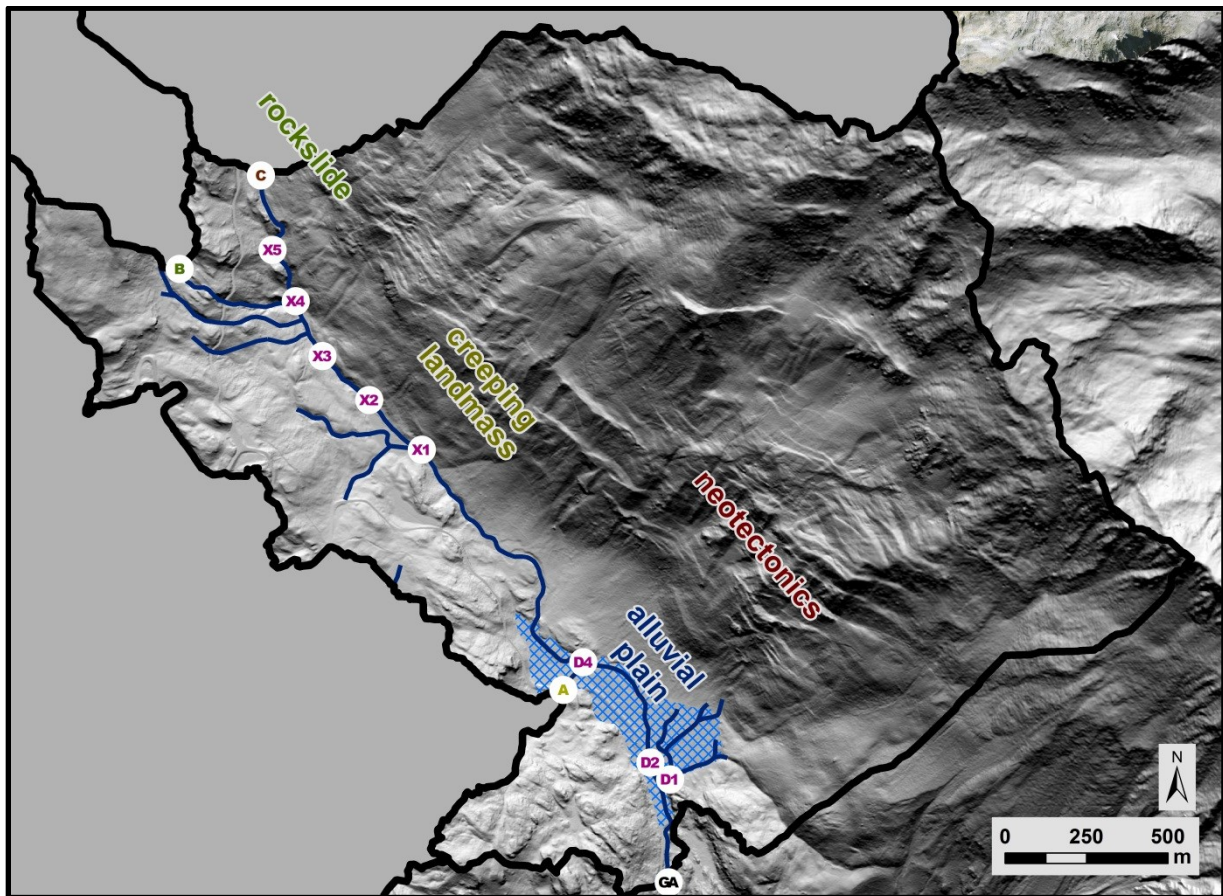 rockslide
C
X5
B
X4
X3
creeping
landmass
X2
X1
neotectonics
alluvial
plain
D4
A
D2
D1
N
0 250 500
m
GA